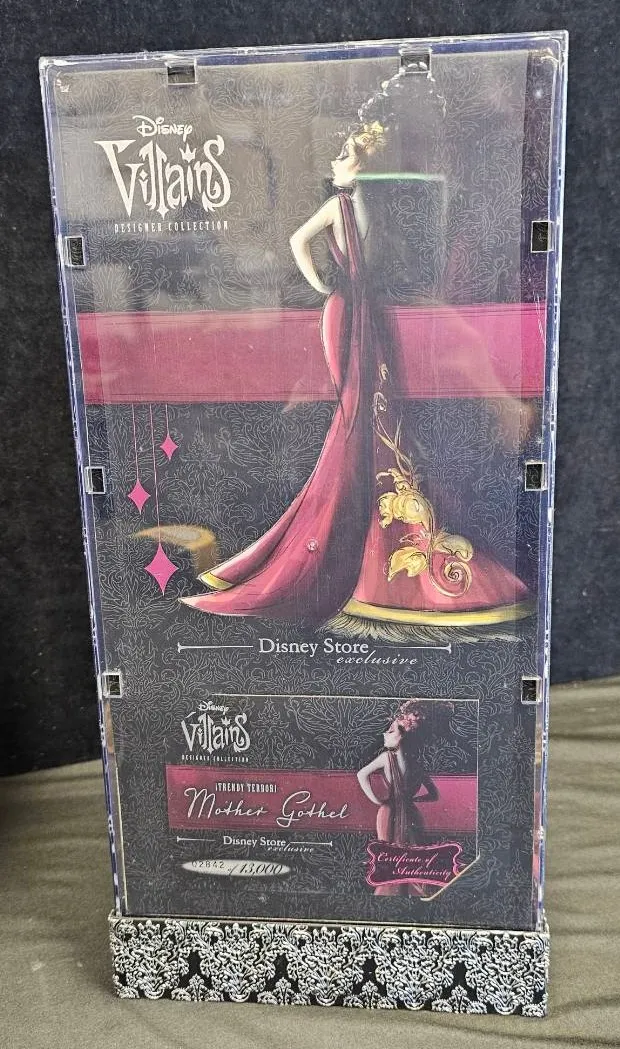 Disney
Villains
DESIGNER COLLECTION
Disney Store
exclusive
Disney
Villains
DESIGNER COLLECTION
¡TRENDY TERROR!
Mother Gothel
Disney Store
exclusive
02842 of 13,000
Certificate of
Authenticity